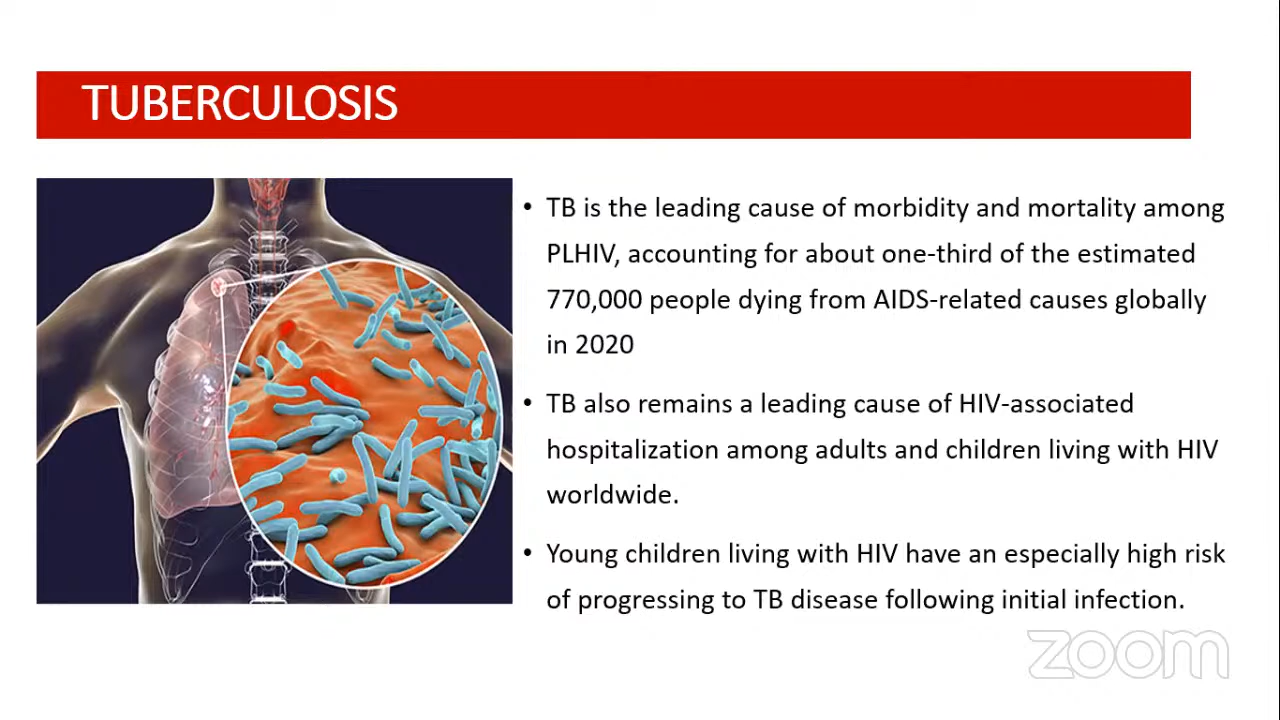 TUBERCULOSIS
• TB is the leading cause of morbidity and mortality among
PLHIV, accounting for about one-third of the estimated
770,000 people dying from AIDS-related causes globally
in 2020
• TB also remains a leading cause of HIV-associated
hospitalization among adults and children living with HIV
worldwide.
• Young children living with HIV have an especially high risk
of progressing to TB disease following initial infection.
zoom